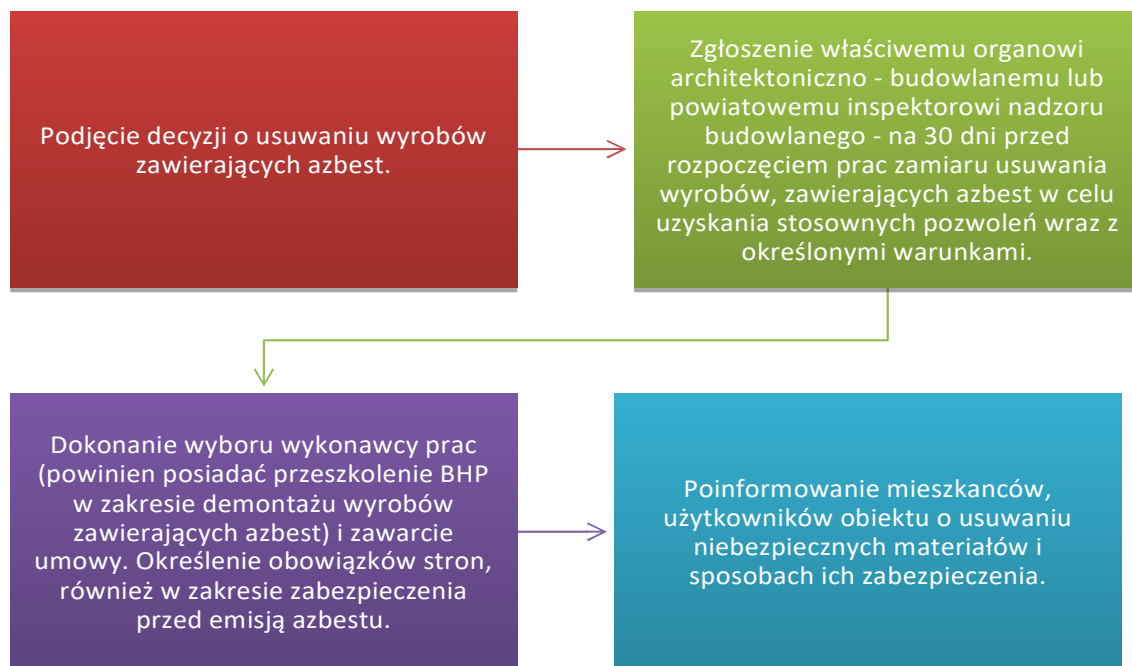 Podjęcie decyzji o usuwaniu wyrobów
zawierających azbest.
Zgłoszenie właściwemu organowi
architektoniczno - budowlanemu lub
powiatowemu inspektorowi nadzoru
budowlanego - na 30 dni przed
rozpoczęciem prac zamiaru usuwania
wyrobów, zawierających azbest w celu
uzyskania stosownych pozwoleń wraz z
określonymi warunkami.
Dokonanie wyboru wykonawcy prac
(powinien posiadać przeszkolenie BHP
w zakresie demontażu wyrobów
zawierających azbest) i zawarcie
umowy. Określenie obowiązków stron,
również w zakresie zabezpieczenia
przed emisją azbestu.
Poinformowanie mieszkanców,
użytkowników obiektu o usuwaniu
niebezpiecznych materiałów i
sposobach ich zabezpieczenia.